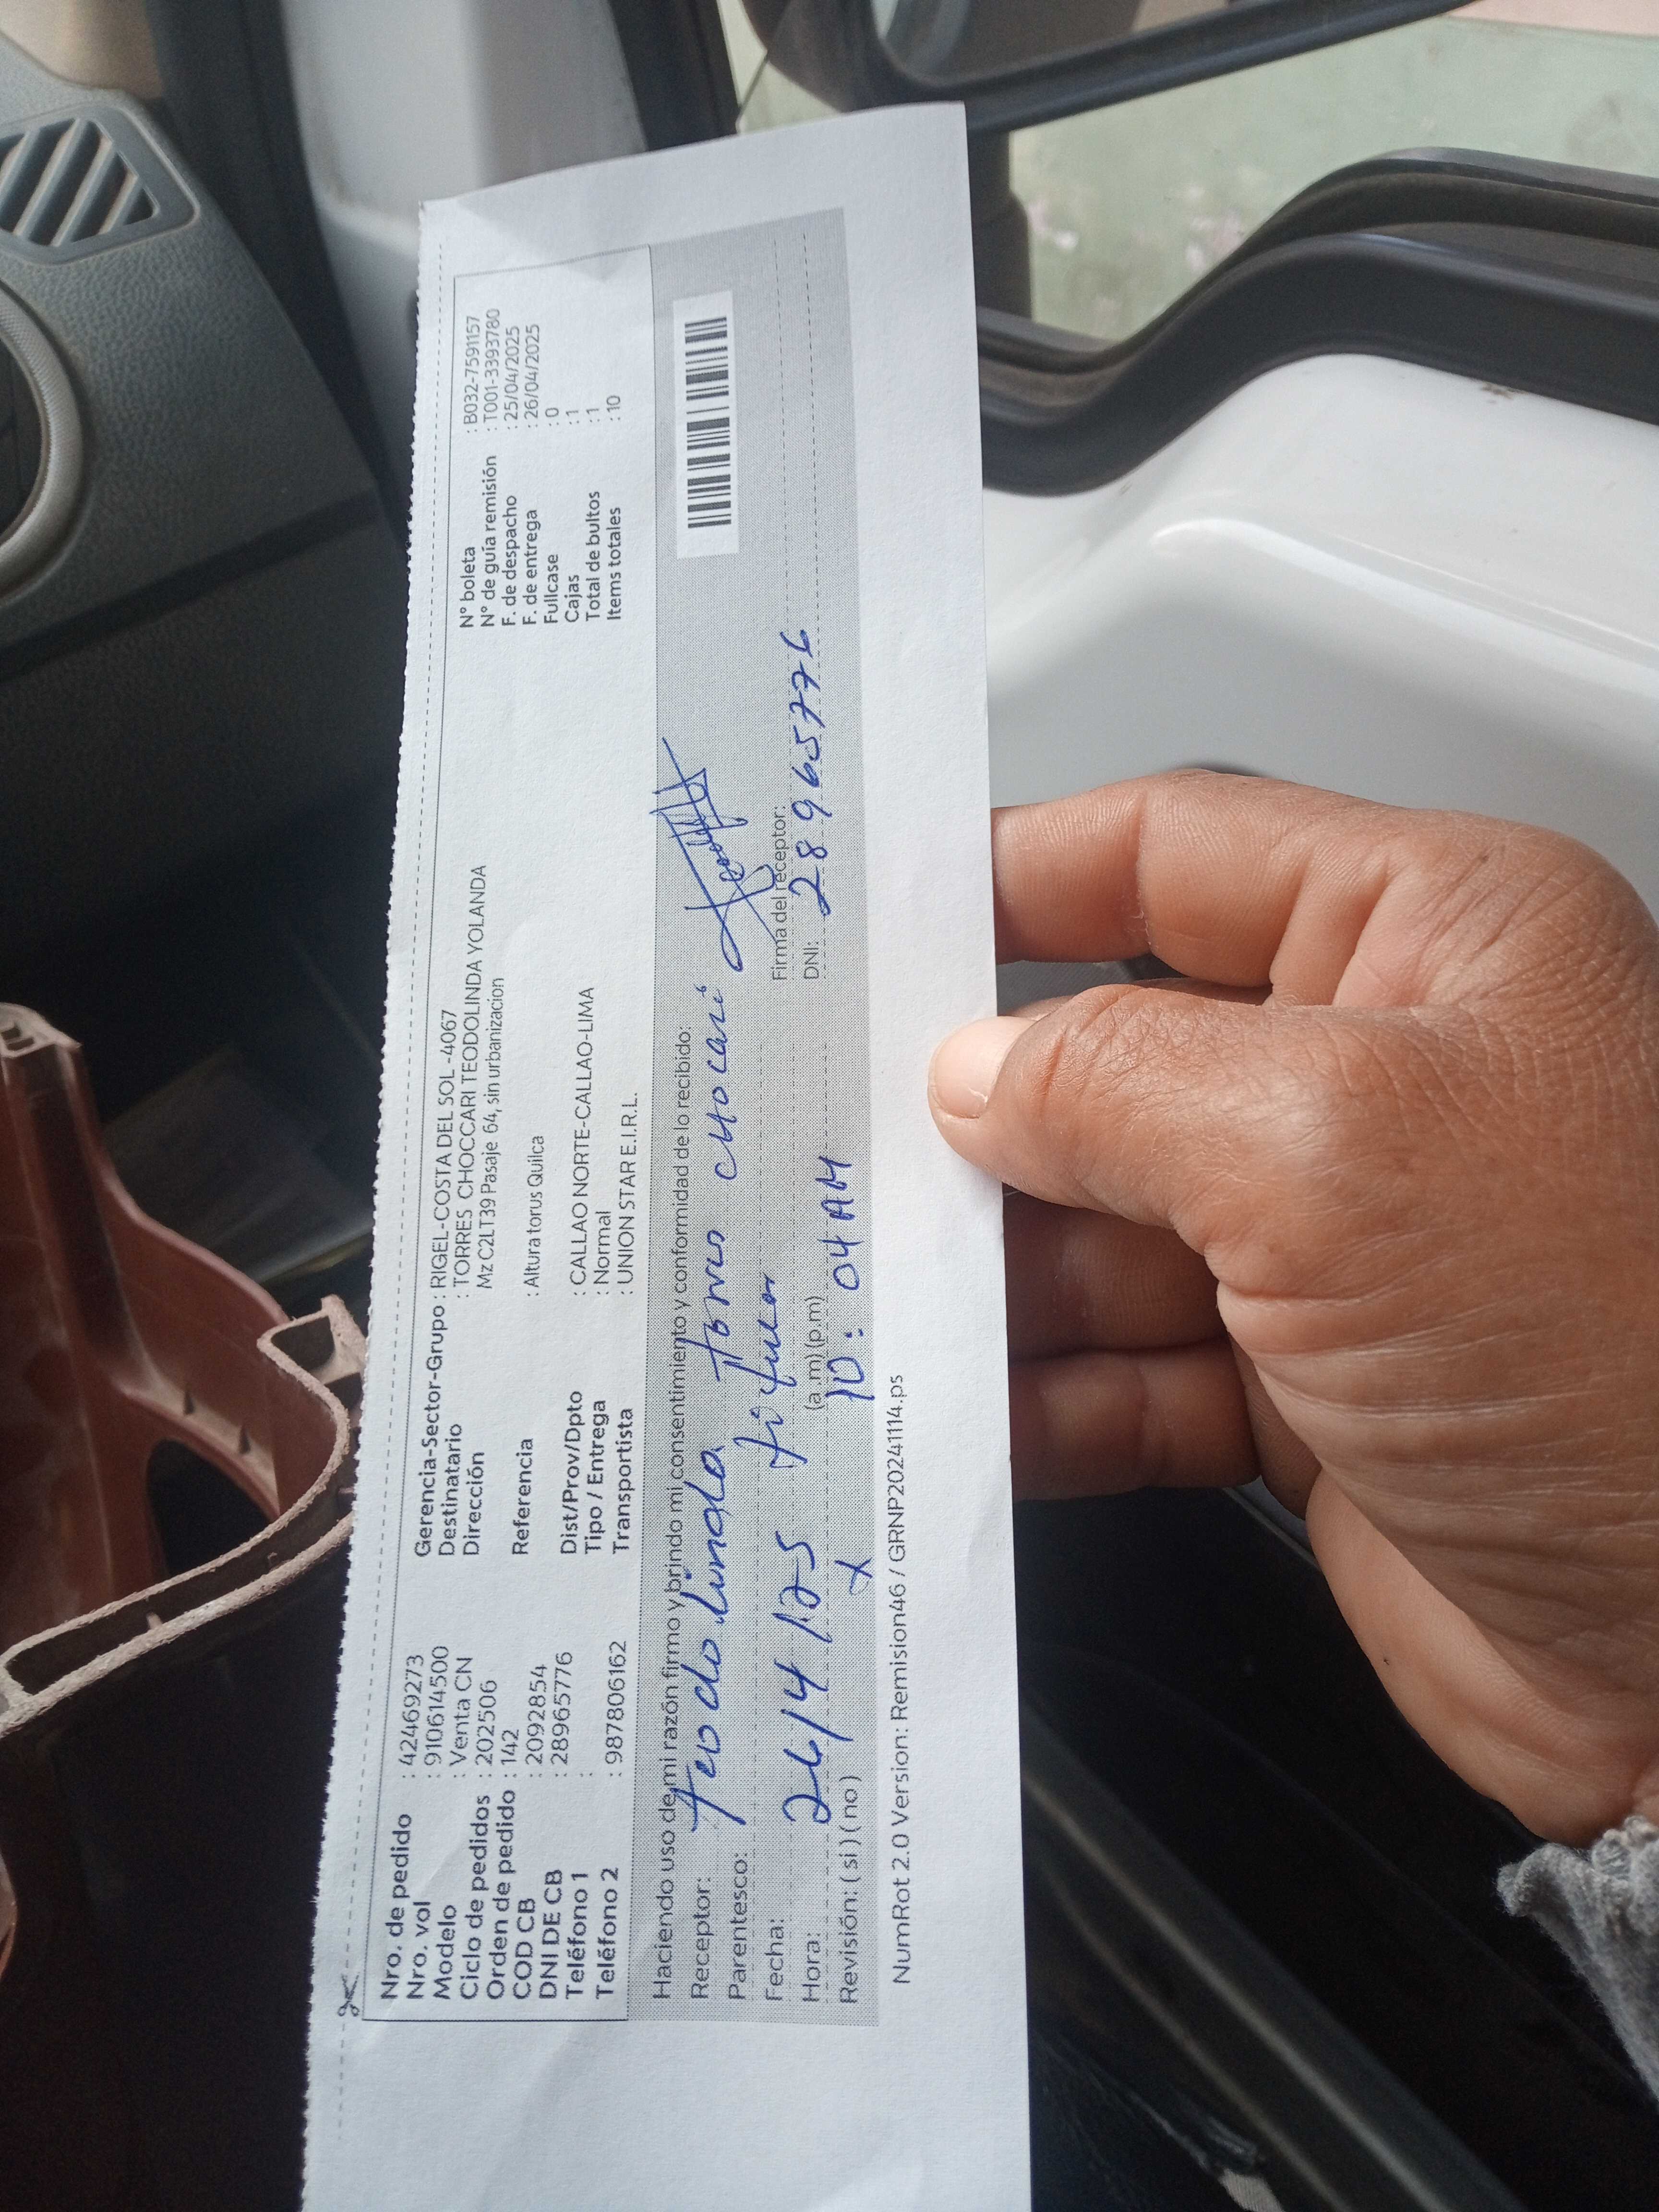 Nro. de pedido : 42469273
Nro. vol : 910614500
Modelo : Venta CN
Ciclo de pedidos : 202506
Orden de pedido : 142
COD CB : 2092854
DNI DE CB : 28965776
Teléfono 1 :
Teléfono 2 : 987806162
Gerencia-Sector-Grupo : RIGEL-COSTA DEL SOL-4067
Destinatario : TORRES CHOCCARI TEODOLINDA YOLANDA
Dirección Mz C2LT39 Pasaje 64, sin urbanizacion
Referencia : Altura torus Quilca
Dist/Prov/Dpto : CALLAO NORTE-CALLAO-LIMA
Tipo / Entrega : Normal
Transportista : UNION STAR E.I.R.L.
N° boleta : B032-7591157
N° de guía remisión : T001-3393780
F. de despacho : 25/04/2025
F. de entrega : 26/04/2025
Fullcase : 0
Cajas : 1
Total de bultos : 1
Items totales : 10
Haciendo uso de mi razón firmo y brindo mi consentimiento y conformidad de lo recibido:
Receptor: Teodolinda Torres Chocari
Parentesco:
Fecha: 26/4/25
Hora: (a.m) (p.m) 10:04 AM
Revisión: ( si ) ( no ) X
Firma del receptor:
DNI: 28965776
NumRot 2.0 Version: Remision46 / GRNP20241114.ps